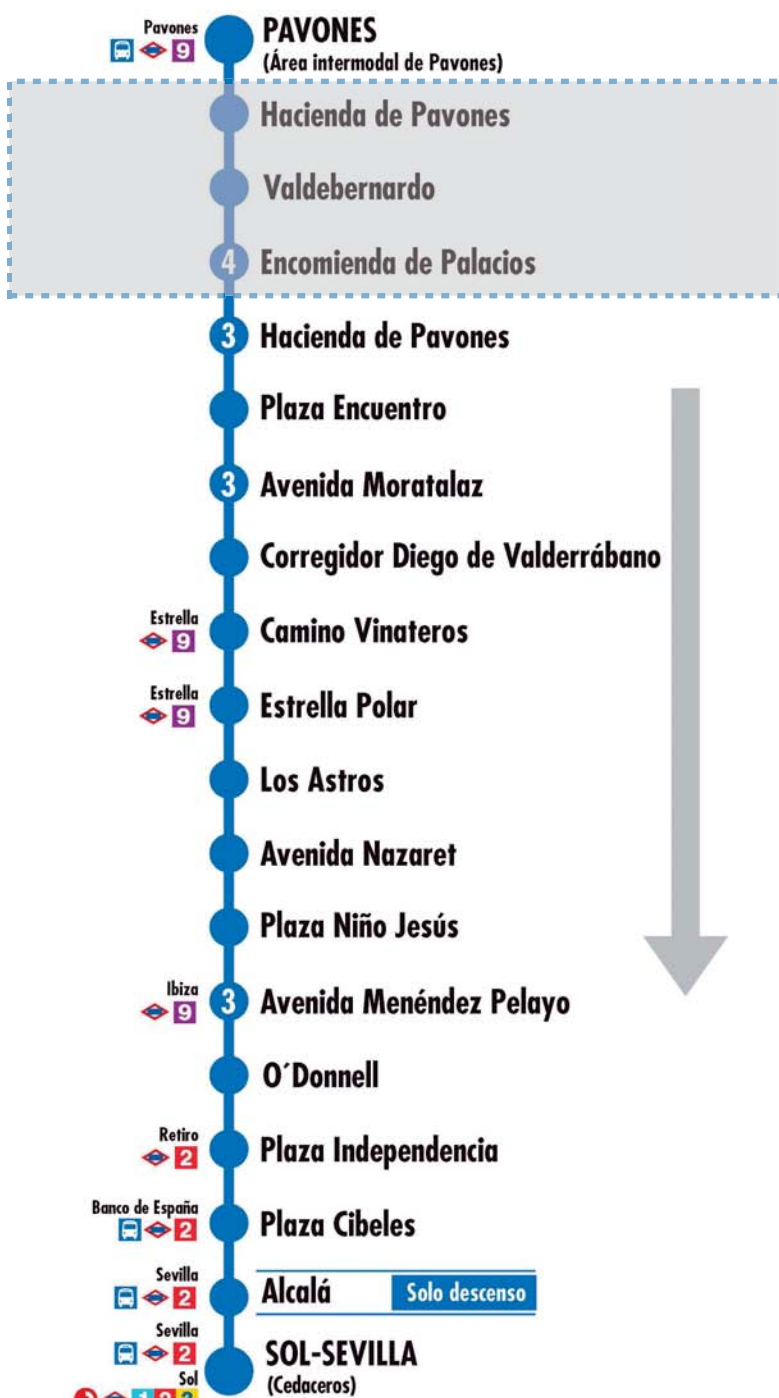 Pavones
9
PAVONES
(Área intermodal de Pavones)
Hacienda de Pavones
Valdebernardo
4 Encomienda de Palacios
3 Hacienda de Pavones
Plaza Encuentro
3 Avenida Moratalaz
Corregidor Diego de Valderrábano
Estrella
9
Camino Vinateros
Estrella
9
Estrella Polar
Los Astros
Avenida Nazaret
Plaza Niño Jesús
Ibiza
9
3 Avenida Menéndez Pelayo
O´Donnell
Retiro
2
Plaza Independencia
Banco de España
2
Plaza Cibeles
Sevilla
2
Alcalá Solo descenso
Sevilla
2
SOL-SEVILLA
(Cedaceros)
Sol
1 2 3